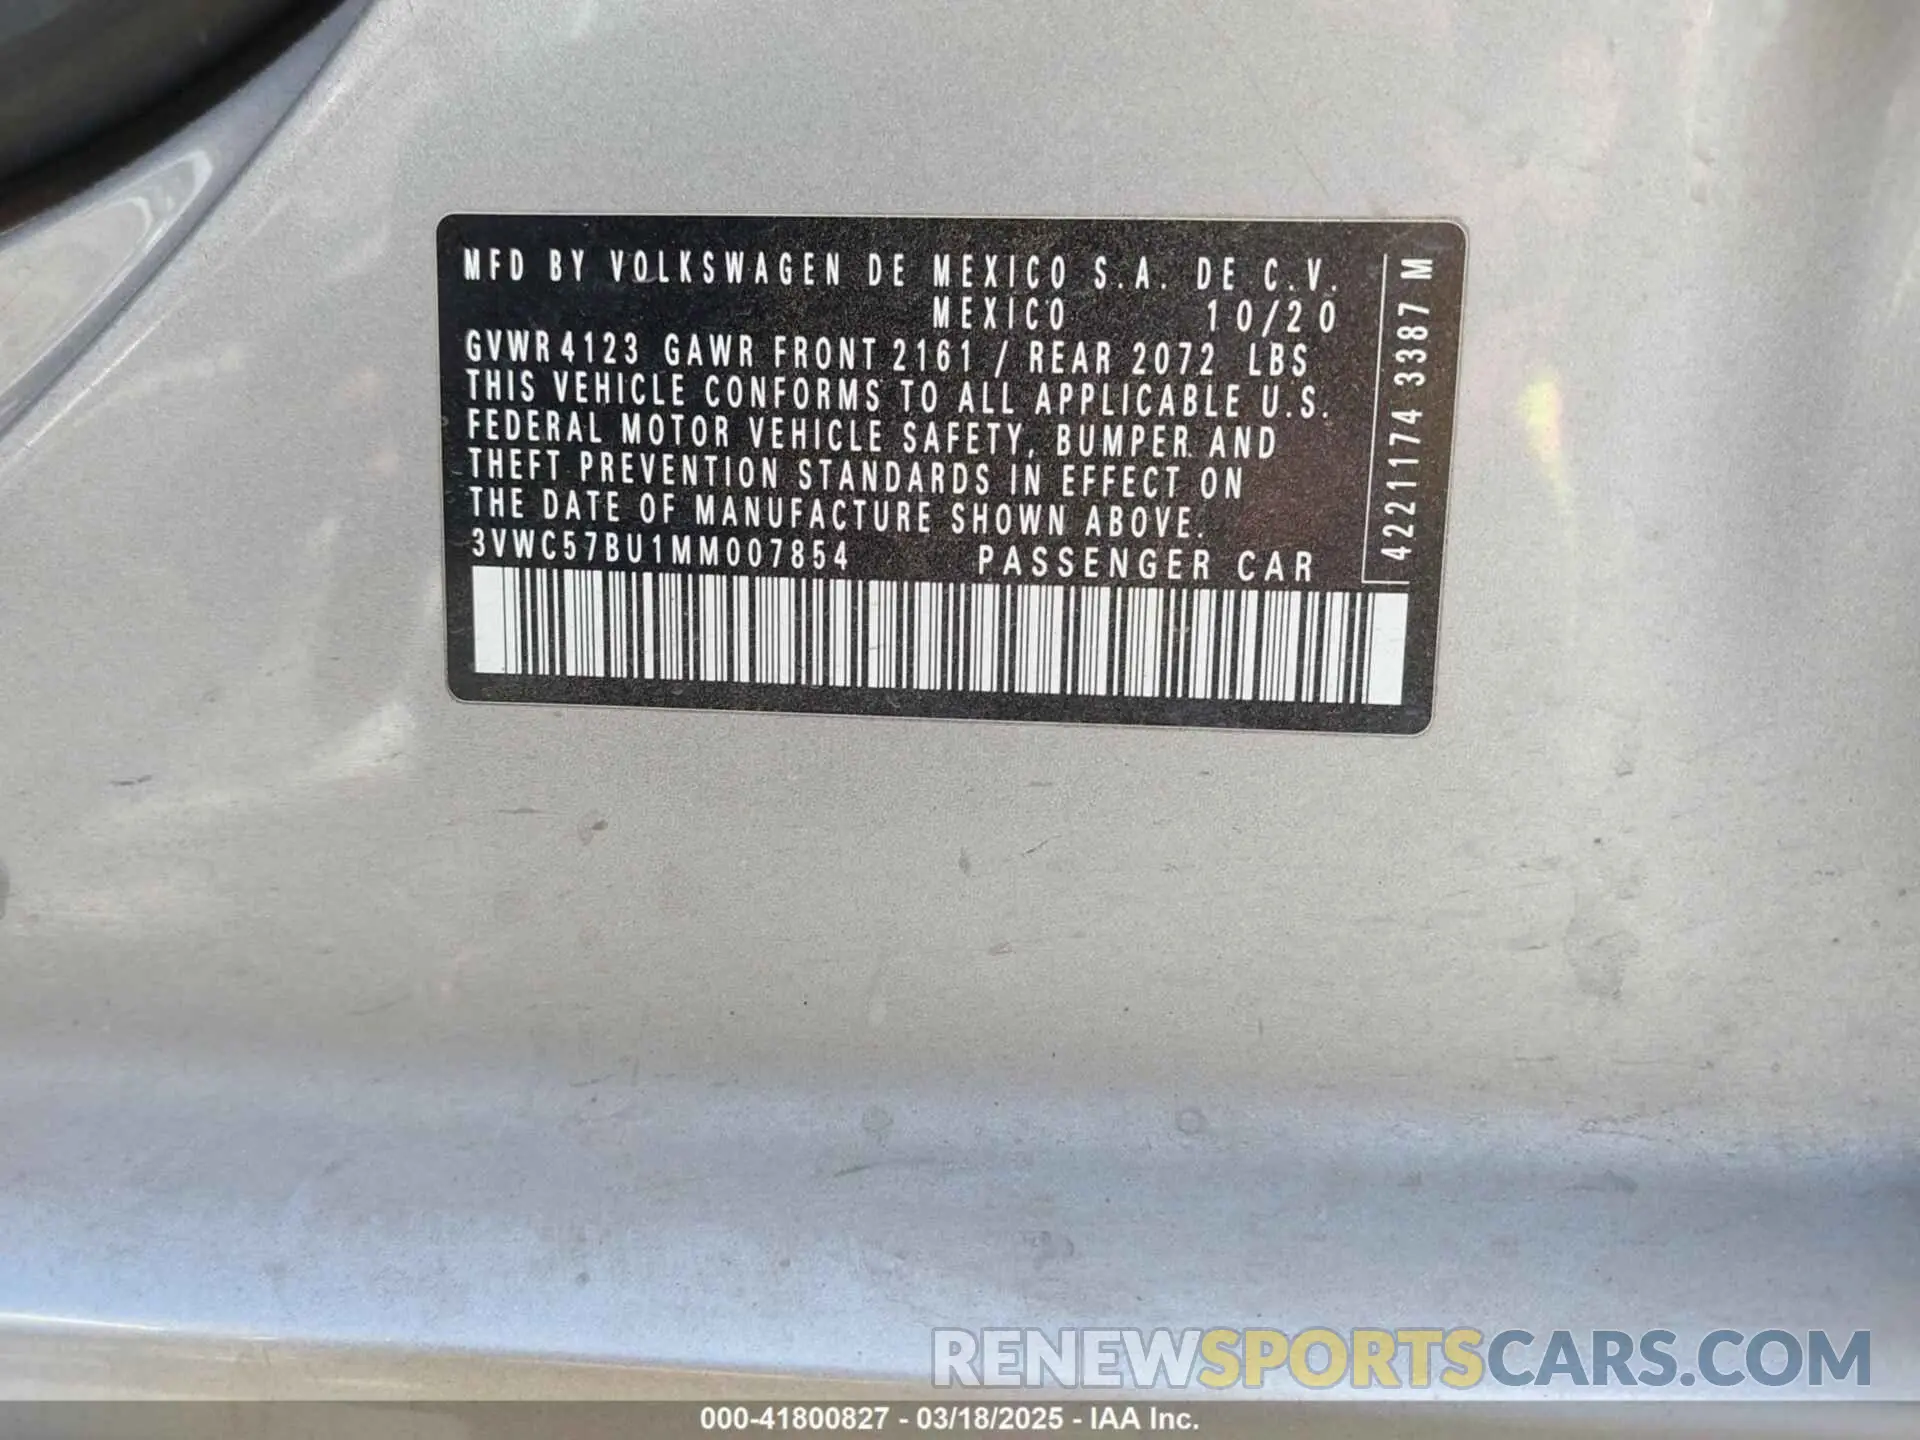 MFD BY VOLKSWAGEN DE MEXICO S.A. DE C.V.
MEXICO 10/20
GVWR 4123 GAWR FRONT 2161 / REAR 2072 LBS
THIS VEHICLE CONFORMS TO ALL APPLICABLE U.S.
FEDERAL MOTOR VEHICLE SAFETY, BUMPER AND
THEFT PREVENTION STANDARDS IN EFFECT ON
THE DATE OF MANUFACTURE SHOWN ABOVE.
3VWC57BU1MM007854 PASSENGER CAR
4221174 3387 M
RENEWSPORTSCARS.COM
000-41800827 - 03/18/2025 - IAA Inc.